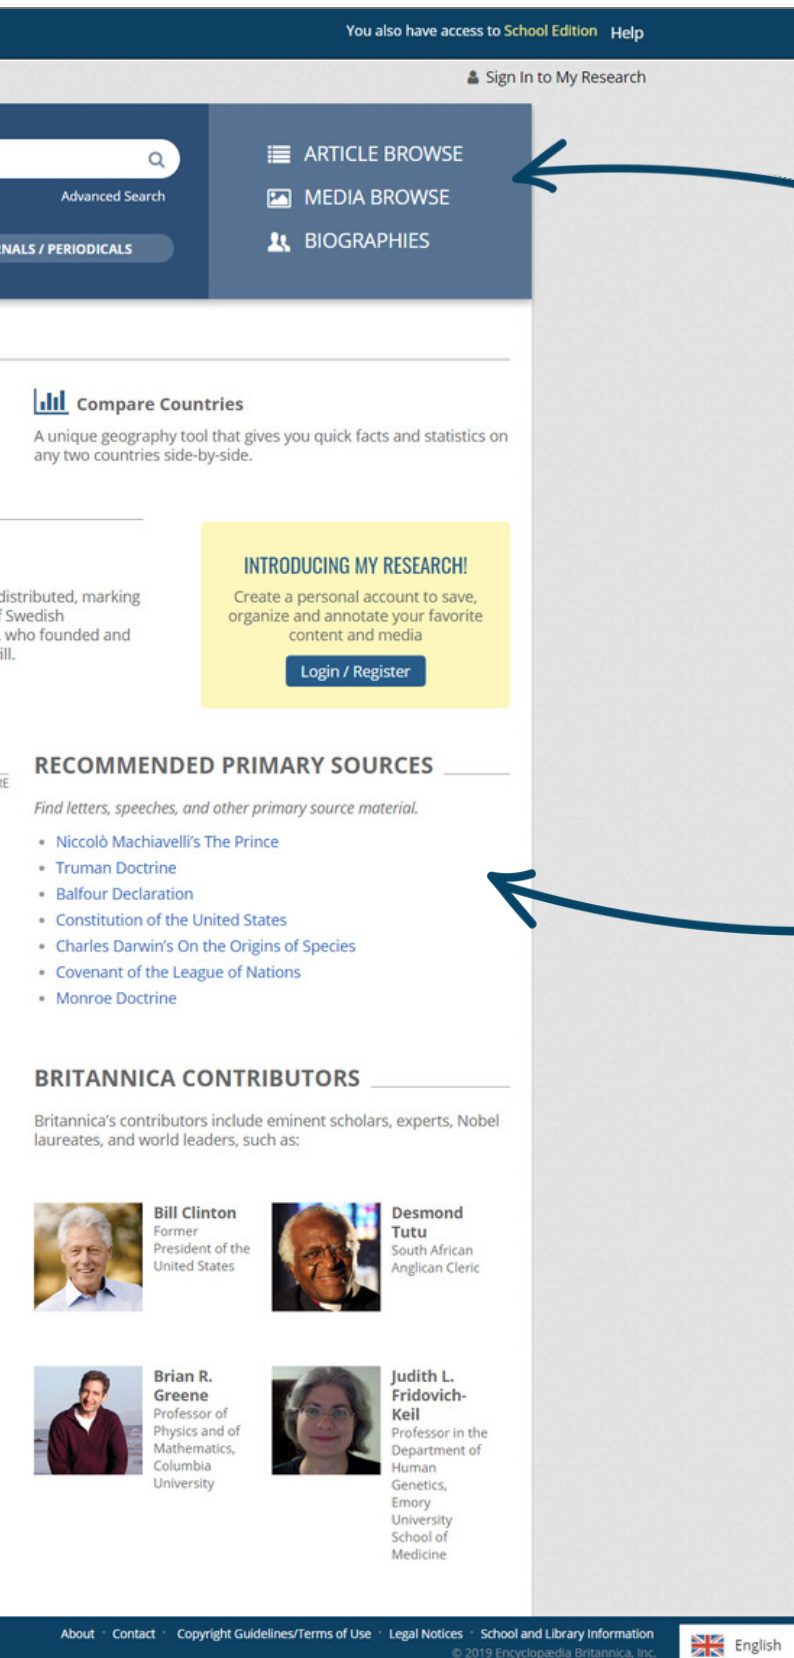 You also have access to School Edition Help
Sign In to My Research
ARTICLE BROWSE
MEDIA BROWSE
BIOGRAPHIES
Advanced Search
NALS / PERIODICALS
Compare Countries
A unique geography tool that gives you quick facts and statistics on
any two countries side-by-side.
distributed, marking
f Swedish
, who founded and
ill.
INTRODUCING MY RESEARCH!
Create a personal account to save,
organize and annotate your favorite
content and media
Login / Register
RE
RECOMMENDED PRIMARY SOURCES
Find letters, speeches, and other primary source material.
• Niccolò Machiavelli's The Prince
• Truman Doctrine
• Balfour Declaration
• Constitution of the United States
• Charles Darwin's On the Origins of Species
• Covenant of the League of Nations
• Monroe Doctrine
BRITANNICA CONTRIBUTORS
Britannica's contributors include eminent scholars, experts, Nobel
laureates, and world leaders, such as:
Bill Clinton
Former
President of the
United States
Desmond
Tutu
South African
Anglican Cleric
Brian R.
Greene
Professor of
Physics and of
Mathematics,
Columbia
University
Judith L.
Fridovich-
Keil
Professor in the
Department of
Human
Genetics,
Emory
University
School of
Medicine
About · Contact · Copyright Guidelines/Terms of Use · Legal Notices · School and Library Information
© 2019 Encyclopædia Britannica, Inc.
English